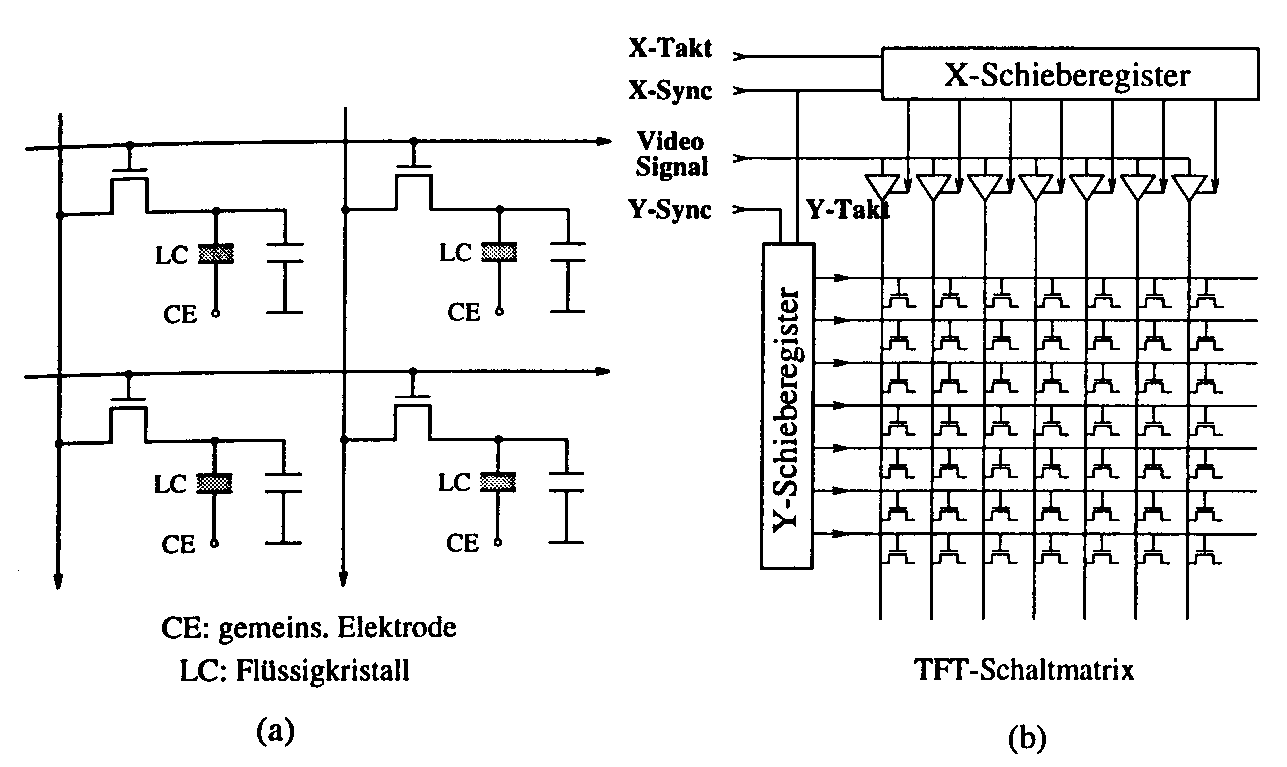 X-Takt
X-Schieberegister
X-Sync
Video
Signal
Y-Sync
Y-Takt
LC
LC
CE
CE
Y-Schieberegister
LC
LC
CE
CE
CE: gemeins. Elektrode
LC: Flüssigkristall
TFT-Schaltmatrix
(a)
(b)